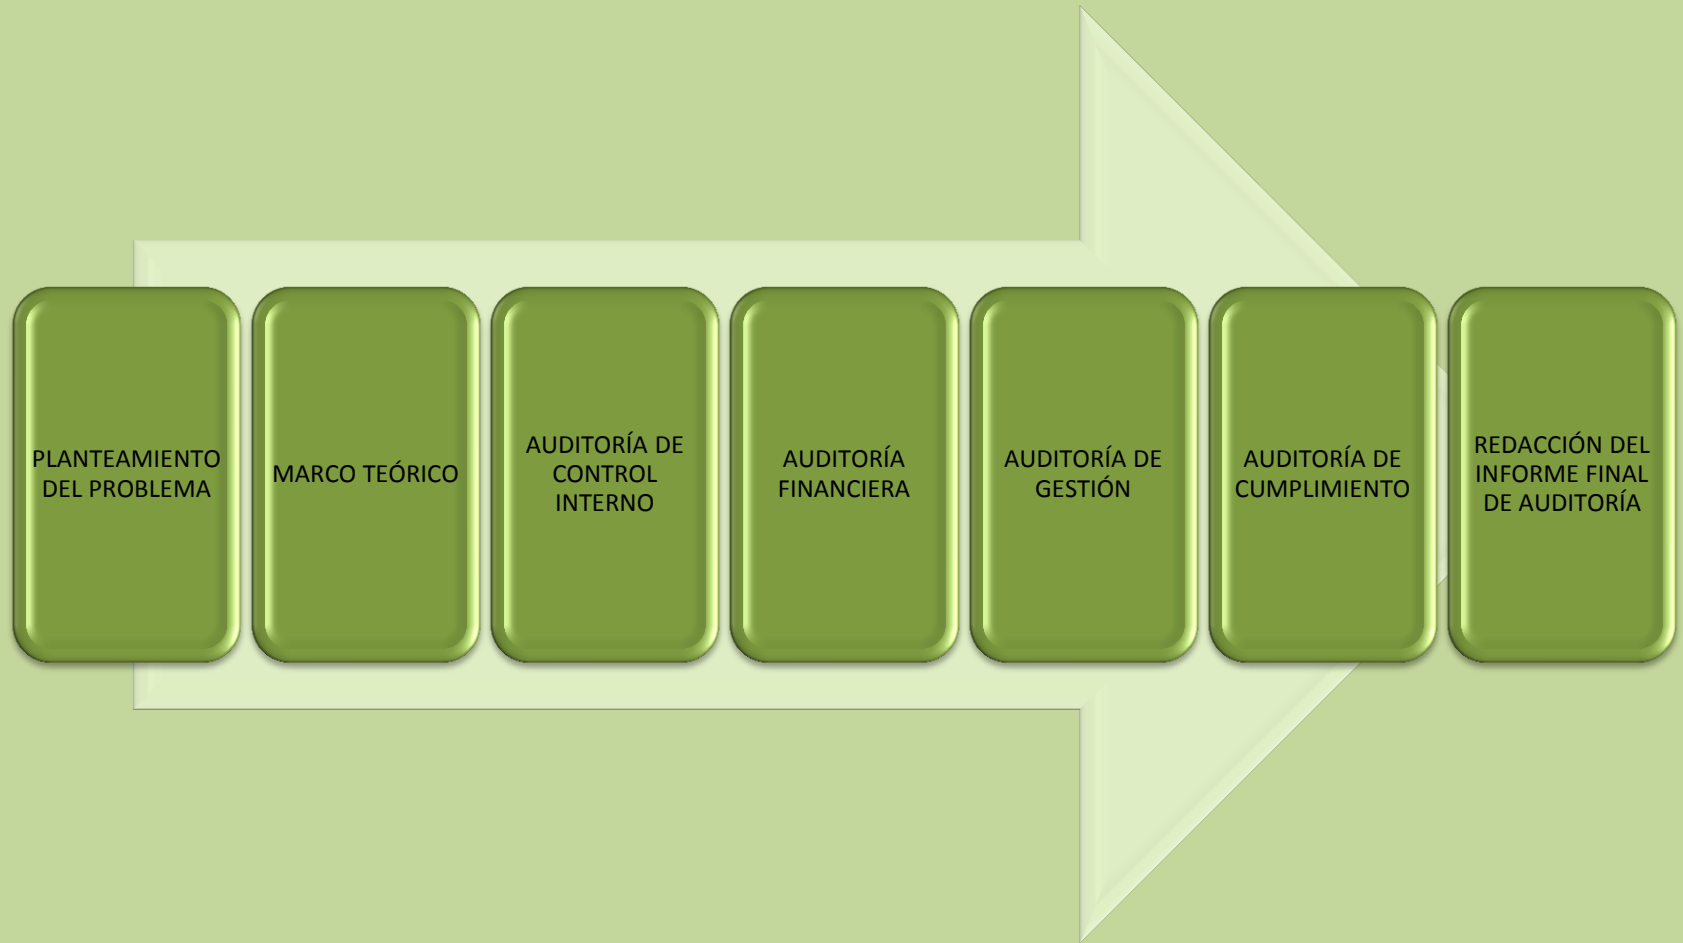 PLANTEAMIENTO
DEL PROBLEMA
MARCO TEÓRICO
AUDITORÍA DE
CONTROL
INTERNO
AUDITORÍA
FINANCIERA
AUDITORÍA DE
GESTIÓN
AUDITORÍA DE
CUMPLIMIENTO
REDACCIÓN DEL
INFORME FINAL
DE AUDITORÍA